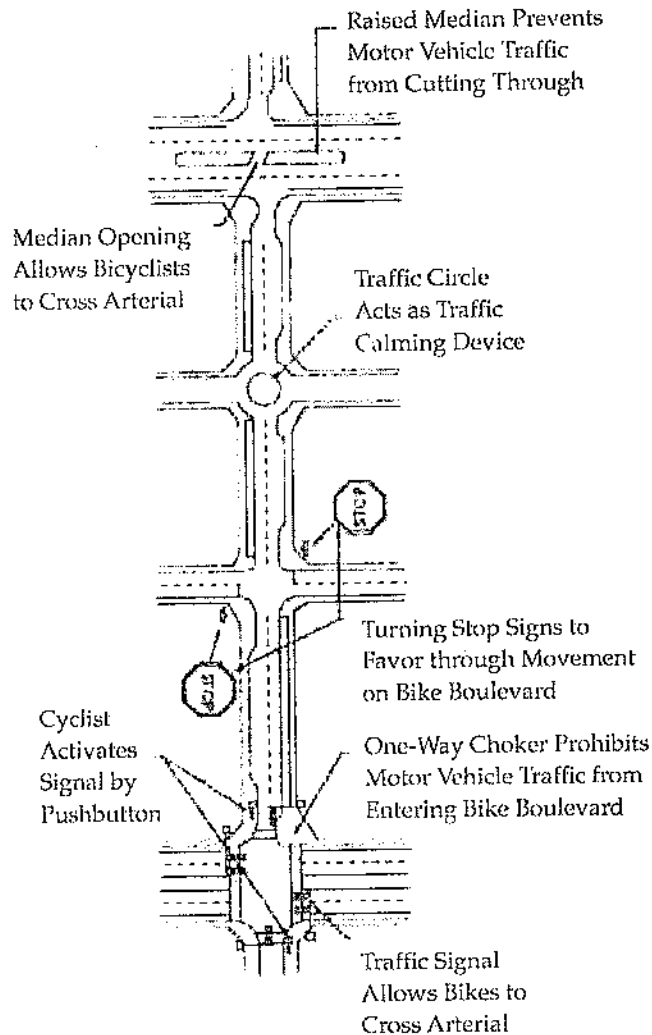 Raised Median Prevents
Motor Vehicle Traffic
from Cutting Through
Median Opening
Allows Bicyclists
to Cross Arterial
Traffic Circle
Acts as Traffic
Calming Device
STOP
Turning Stop Signs to
Favor through Movement
on Bike Boulevard
STOP
Cyclist
Activates
Signal by
Pushbutton
One-Way Choker Prohibits
Motor Vehicle Traffic from
Entering Bike Boulevard
Traffic Signal
Allows Bikes to
Cross Arterial